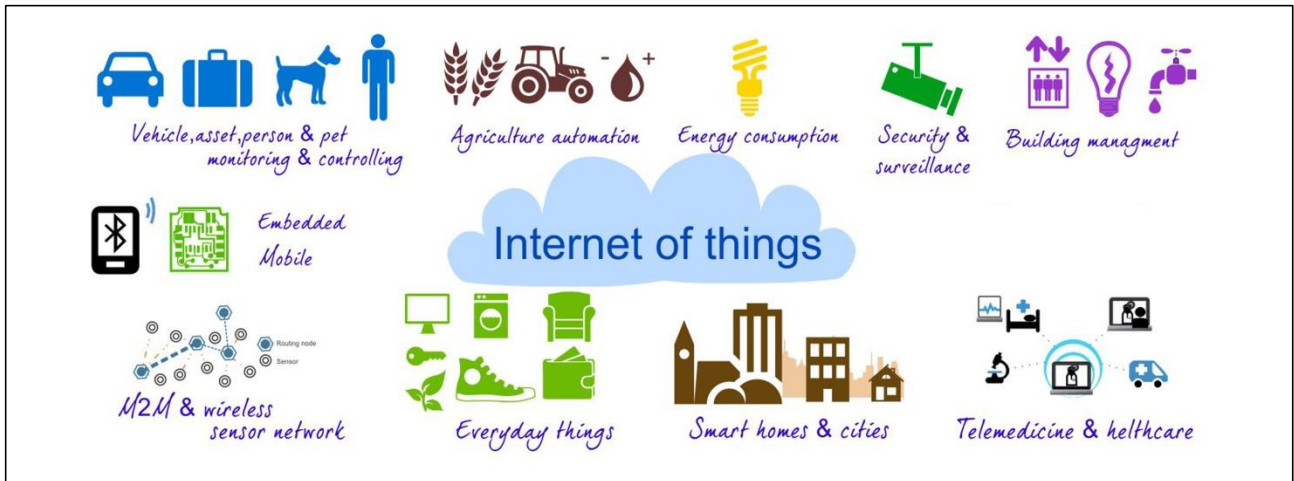 Vehicle,asset,person & pet
monitoring & controlling
Agriculture automation
Energy consumption
Security &
surveillance
Building managment
Embedded
Mobile
Internet of things
Routing node
Sensor
M2M & wireless
sensor network
Everyday things
Smart homes & cities
Telemedicine & helthcare